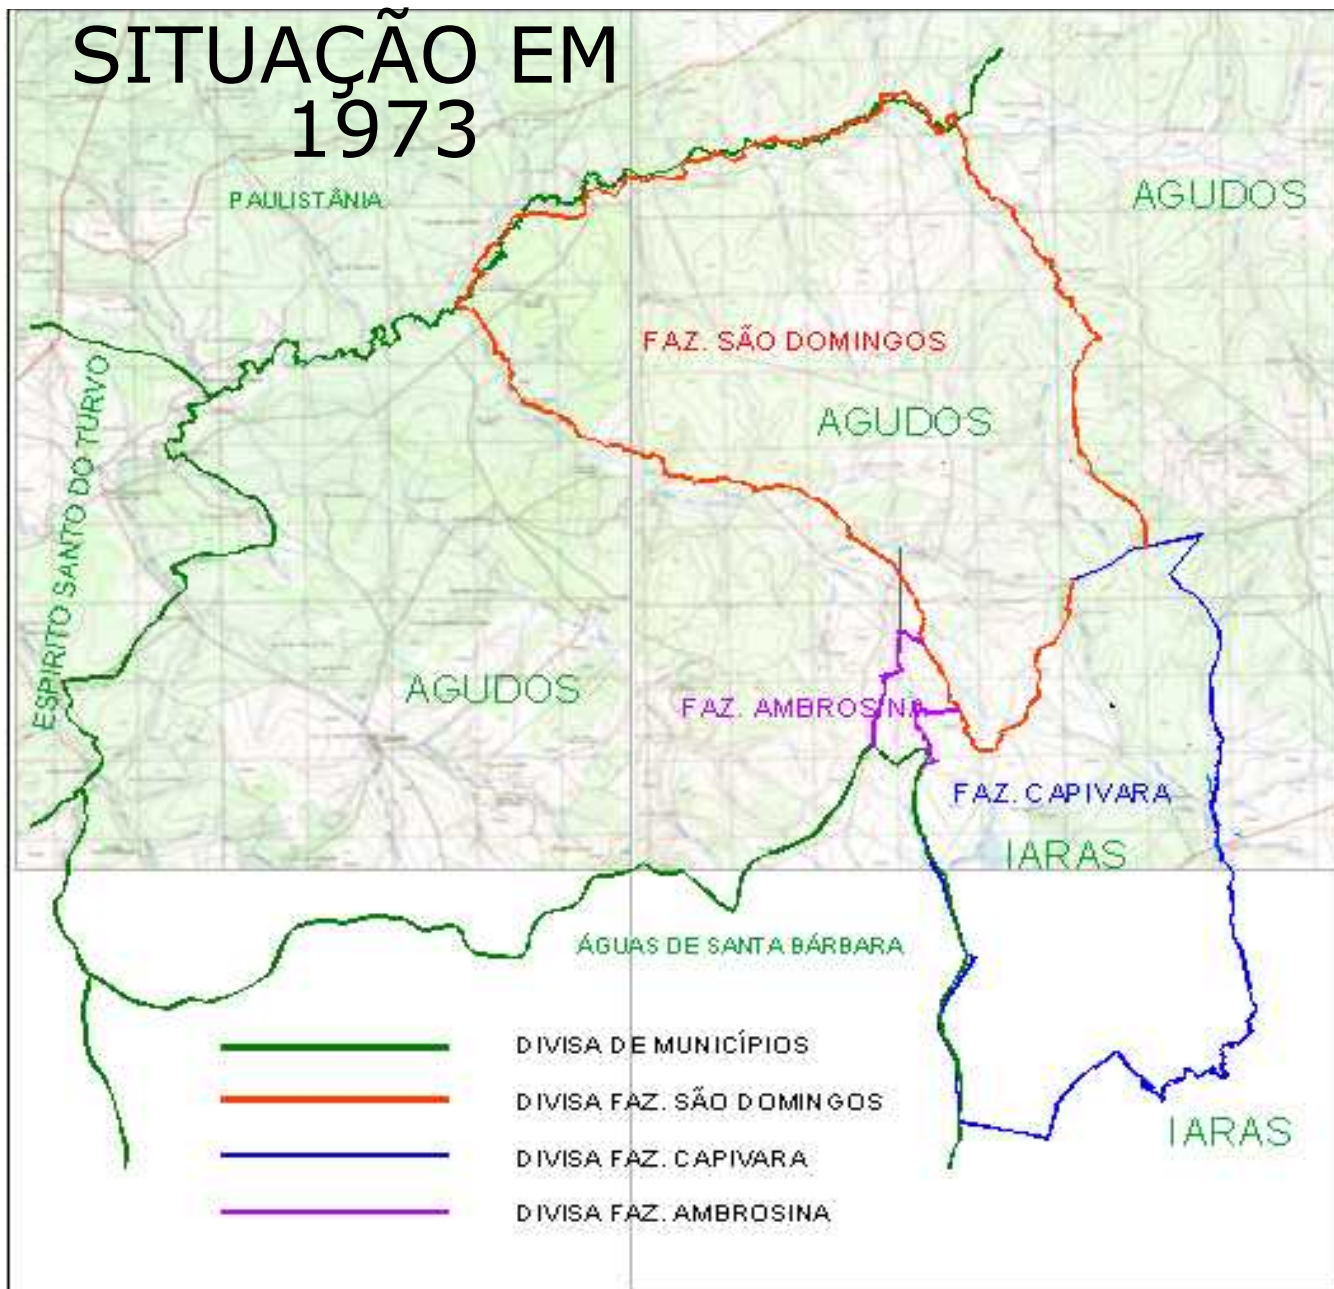 SITUAÇÃO EM
1973
PAULISTÂNIA
AGUDOS
FAZ. SÃO DOMINGOS
AGUDOS
ESPIRITO SANTO DO TURVO
AGUDOS
FAZ. AMBROSINA
FAZ. CAPIVARA
IARAS
ÁGUAS DE SANTA BÁRBARA
DIVISA DE MUNICÍPIOS
DIVISA FAZ. SÃO DOMINGOS
DIVISA FAZ. CAPIVARA
DIVISA FAZ. AMBROSINA
IARAS